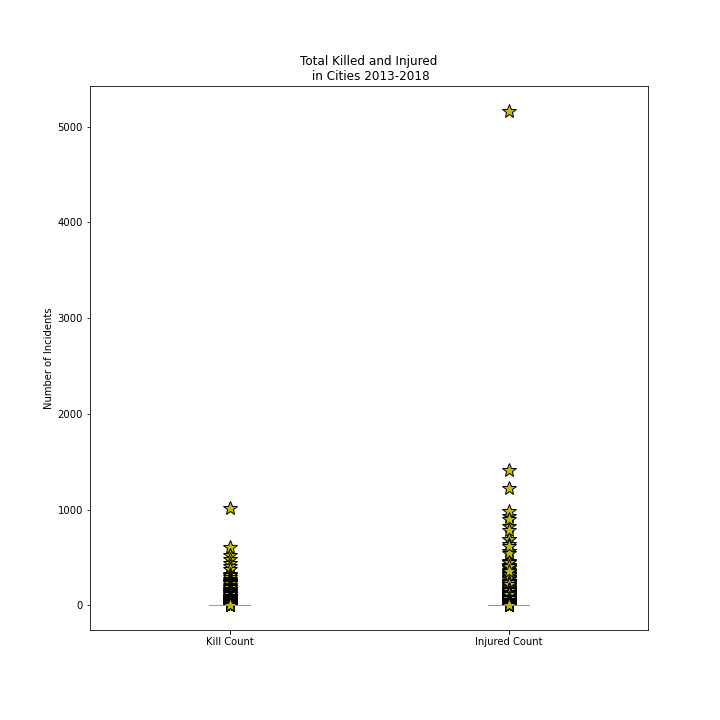 Total Killed and Injured
in Cities 2013-2018
Number of Incidents
5000
4000
3000
2000
1000
0
Kill Count
Injured Count